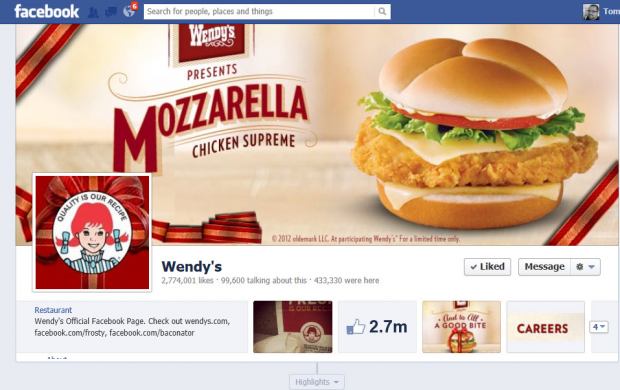 facebook
6
Search for people, places and things
Tom
WENDY'S
PRESENTS
MOZZARELLA
CHICKEN SUPREME
© 2012 oldemark LLC. At participating Wendy's® For a limited time only.
QUALITY IS OUR RECIPE
Wendy's
2,774,001 likes · 99,600 talking about this · 433,330 were here
Liked
Message
Restaurant
Wendy's Official Facebook Page. Check out wendys.com,
facebook.com/frosty, facebook.com/baconator
About
2.7m
A GOOD BITE
CAREERS
4
Highlights